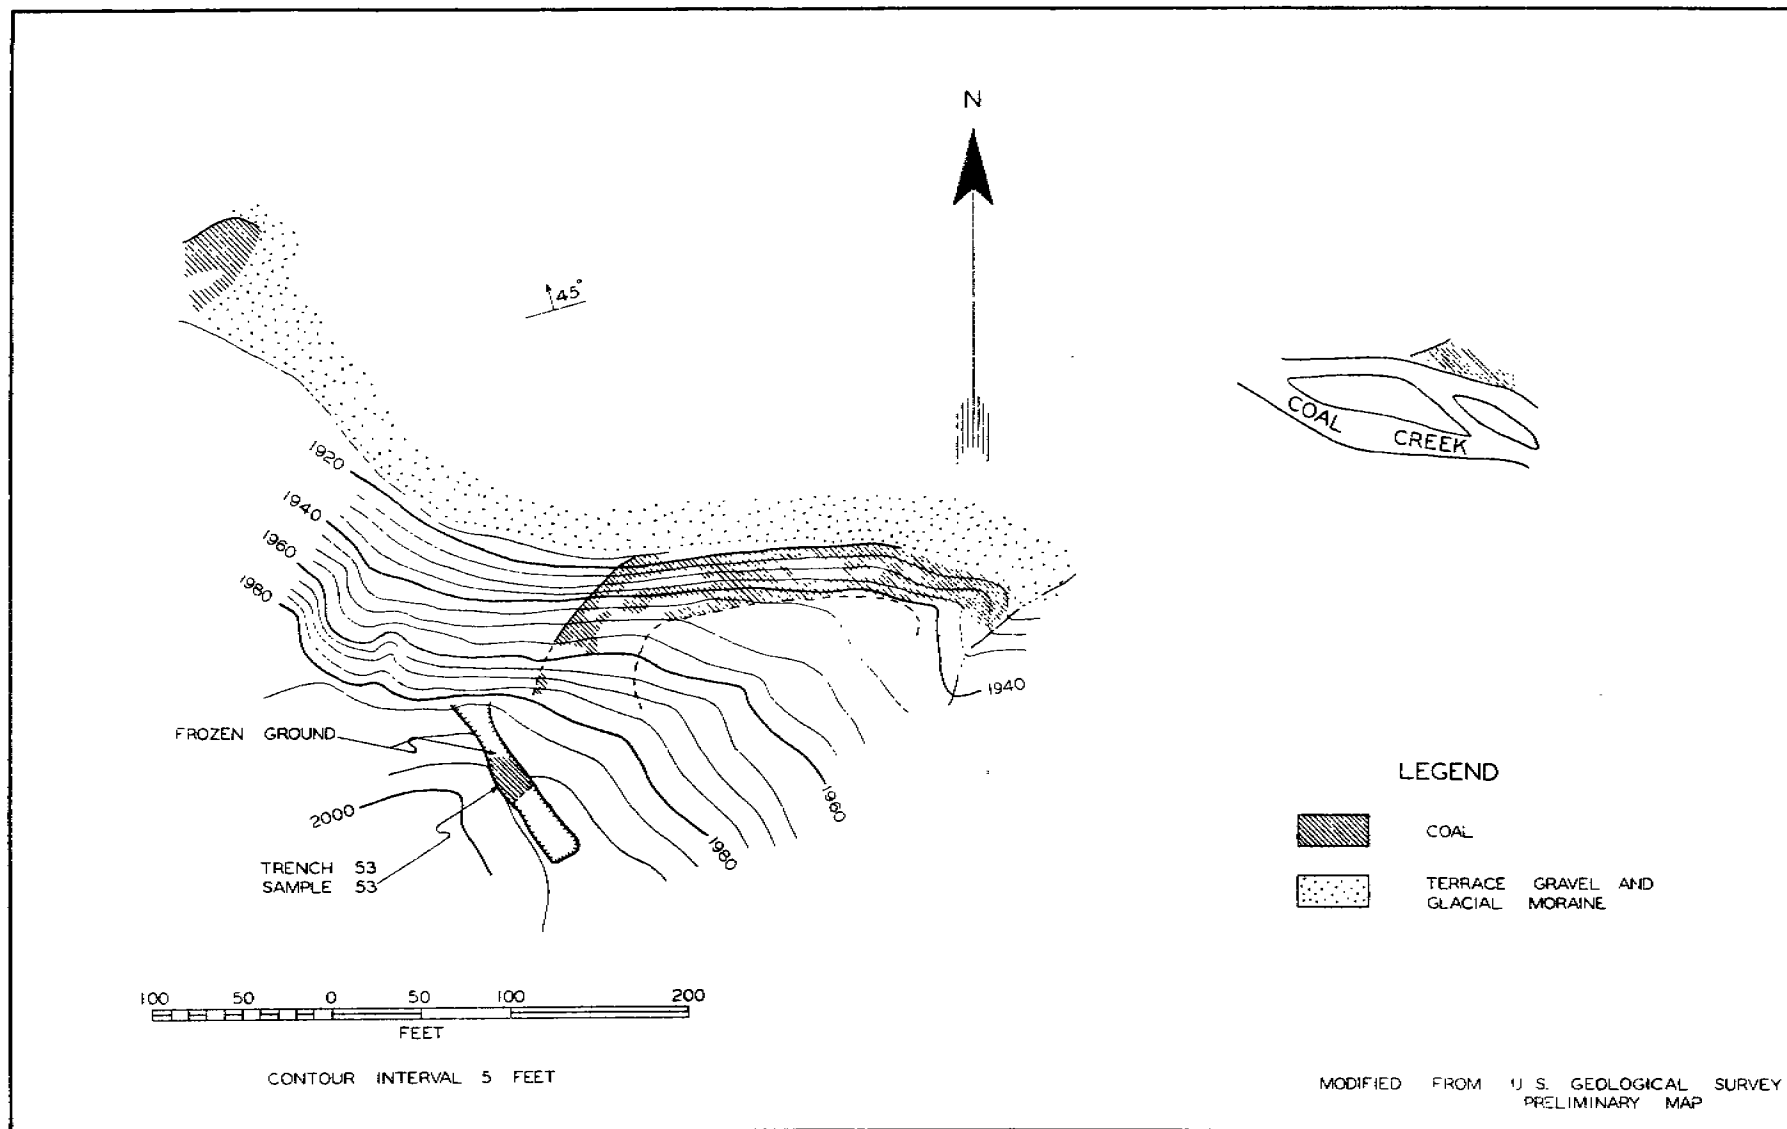 N
45°
COAL CREEK
1920
1940
1960
1980
1940
FROZEN GROUND
2000
1960
1980
TRENCH 53
SAMPLE 53
LEGEND
COAL
TERRACE GRAVEL AND
GLACIAL MORAINE
100 50 0 50 100 200
FEET
CONTOUR INTERVAL 5 FEET
MODIFIED FROM U S. GEOLOGICAL SURVEY
PRELIMINARY MAP